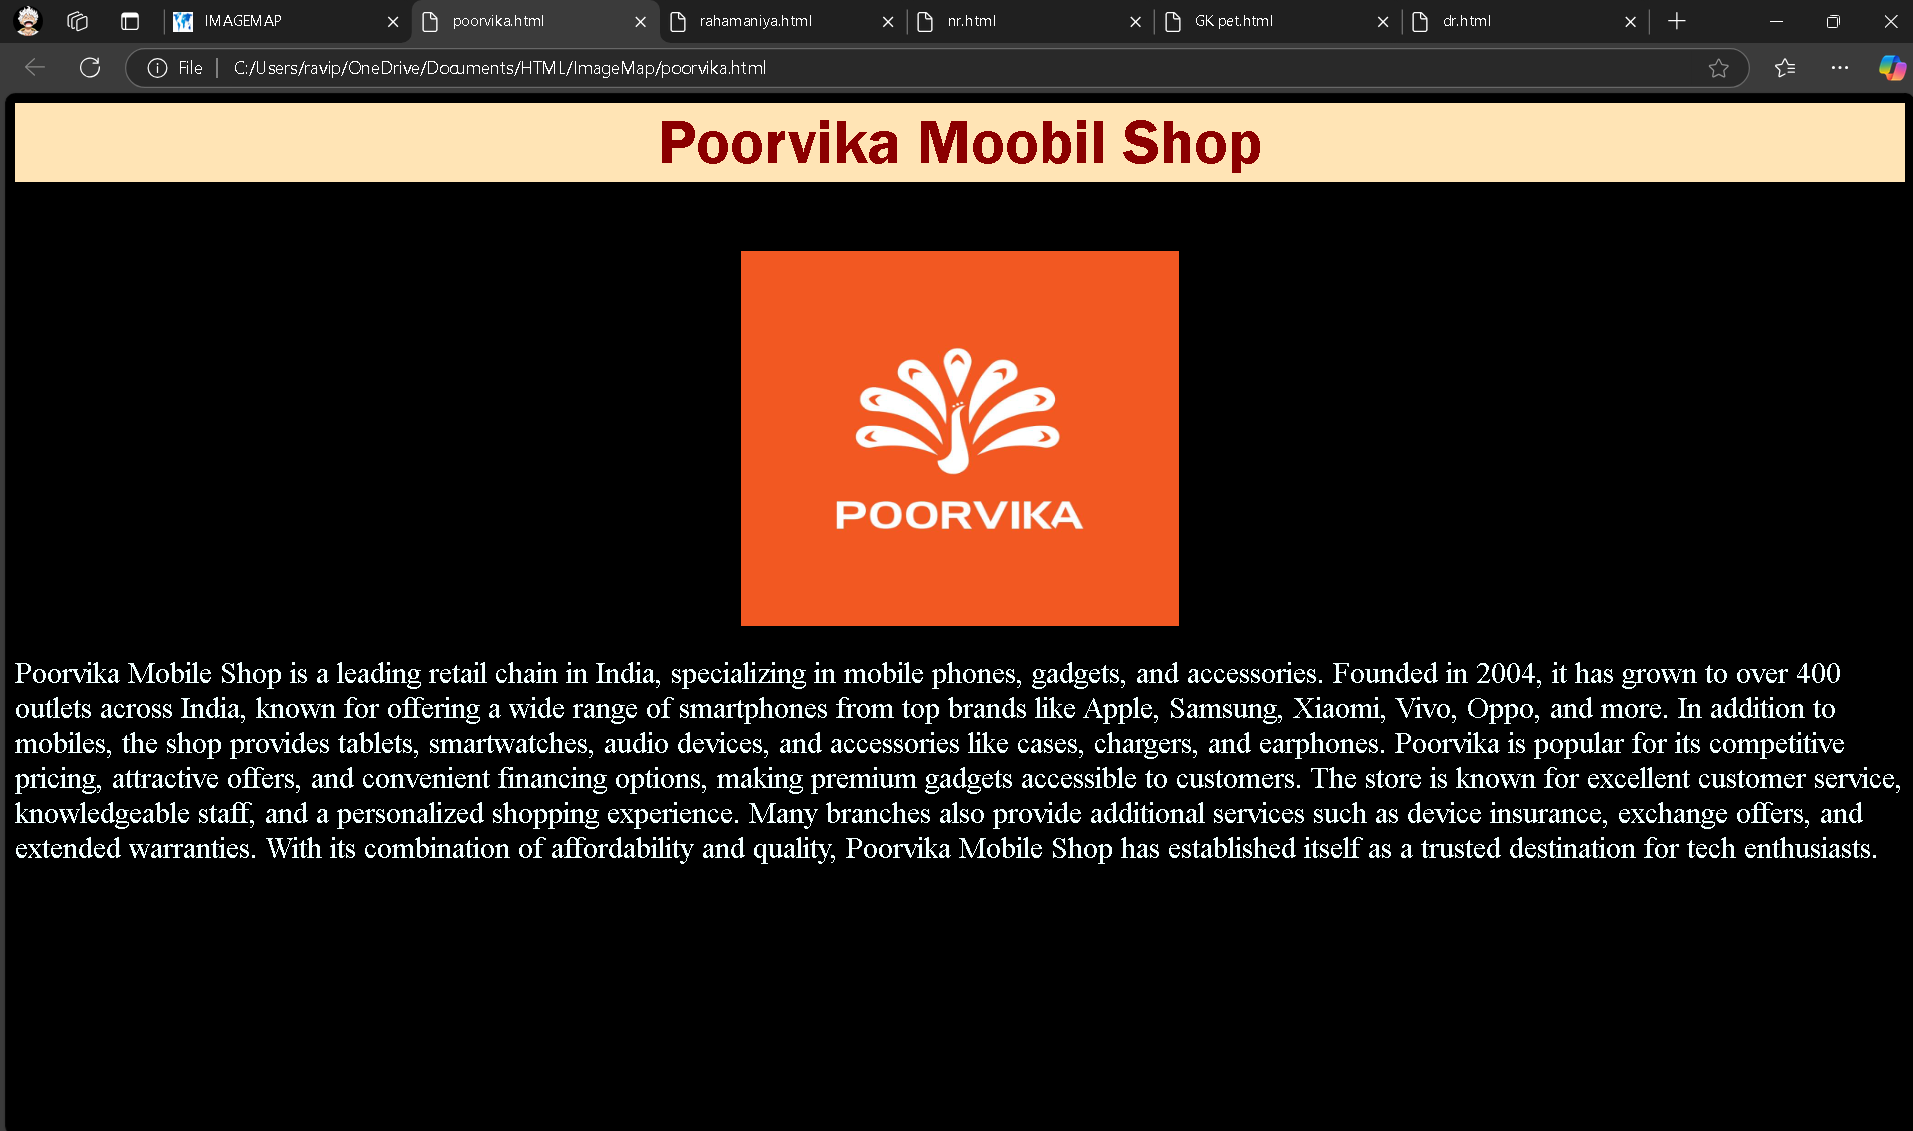 IMAGEMAP
poorvika.html
rahamaniya.html
nr.html
GK pet.html
dr.html
File
C:/Users/ravip/OneDrive/Documents/HTML/ImageMap/poorvika.html
Poorvika Moobil Shop
POORVIKA
Poorvika Mobile Shop is a leading retail chain in India, specializing in mobile phones, gadgets, and accessories. Founded in 2004, it has grown to over 400
outlets across India, known for offering a wide range of smartphones from top brands like Apple, Samsung, Xiaomi, Vivo, Oppo, and more. In addition to
mobiles, the shop provides tablets, smartwatches, audio devices, and accessories like cases, chargers, and earphones. Poorvika is popular for its competitive
pricing, attractive offers, and convenient financing options, making premium gadgets accessible to customers. The store is known for excellent customer service,
knowledgeable staff, and a personalized shopping experience. Many branches also provide additional services such as device insurance, exchange offers, and
extended warranties. With its combination of affordability and quality, Poorvika Mobile Shop has established itself as a trusted destination for tech enthusiasts.